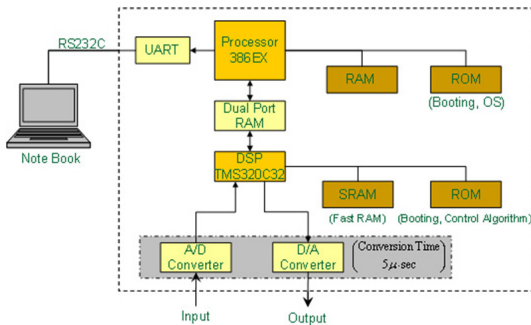 RS232C
UART
Processor
386EX
RAM
ROM
(Booting, OS)
Note Book
Dual Port
RAM
DSP
TMS320C32
SRAM
(Fast RAM)
ROM
(Booting, Control Algorithm)
A/D
Converter
D/A
Converter
(Conversion Time
5μ-sec)
Input
Output